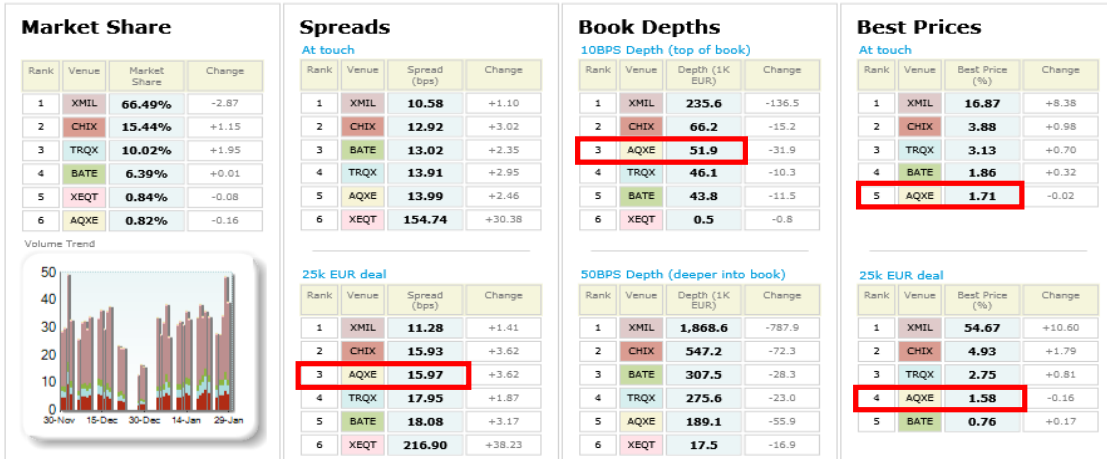 Market Share
Rank Venue Market Share Change
1 XMIL 66.49% -2.87
2 CHIX 15.44% +1.15
3 TRQX 10.02% +1.95
4 BATE 6.39% +0.01
5 XEQT 0.84% -0.08
6 AQXE 0.82% -0.16
Volume Trend
50
40
30
20
10
0
30-Nov 15-Dec 30-Dec 14-Jan 29-Jan
Spreads
At touch
Rank Venue Spread (bps) Change
1 XMIL 10.58 +1.10
2 CHIX 12.92 +3.02
3 BATE 13.02 +2.35
4 TRQX 13.91 +2.95
5 AQXE 13.99 +2.46
6 XEQT 154.74 +30.38
25k EUR deal
Rank Venue Spread (bps) Change
1 XMIL 11.28 +1.41
2 CHIX 15.93 +3.62
3 AQXE 15.97 +3.62
4 TRQX 17.95 +1.87
5 BATE 18.08 +3.17
6 XEQT 216.90 +38.23
Book Depths
10BPS Depth (top of book)
Rank Venue Depth (1K EUR) Change
1 XMIL 235.6 -136.5
2 CHIX 66.2 -15.2
3 AQXE 51.9 -31.9
4 TRQX 46.1 -10.3
5 BATE 43.8 -11.5
6 XEQT 0.5 -0.8
50BPS Depth (deeper into book)
Rank Venue Depth (1K EUR) Change
1 XMIL 1,868.6 -787.9
2 CHIX 547.2 -72.3
3 BATE 307.5 -28.3
4 TRQX 275.6 -23.0
5 AQXE 189.1 -55.9
6 XEQT 17.5 -16.9
Best Prices
At touch
Rank Venue Best Price (%) Change
1 XMIL 16.87 +8.38
2 CHIX 3.88 +0.98
3 TRQX 3.13 +0.70
4 BATE 1.86 +0.32
5 AQXE 1.71 -0.02
25k EUR deal
Rank Venue Best Price (%) Change
1 XMIL 54.67 +10.60
2 CHIX 4.93 +1.79
3 TRQX 2.75 +0.81
4 AQXE 1.58 -0.16
5 BATE 0.76 +0.17